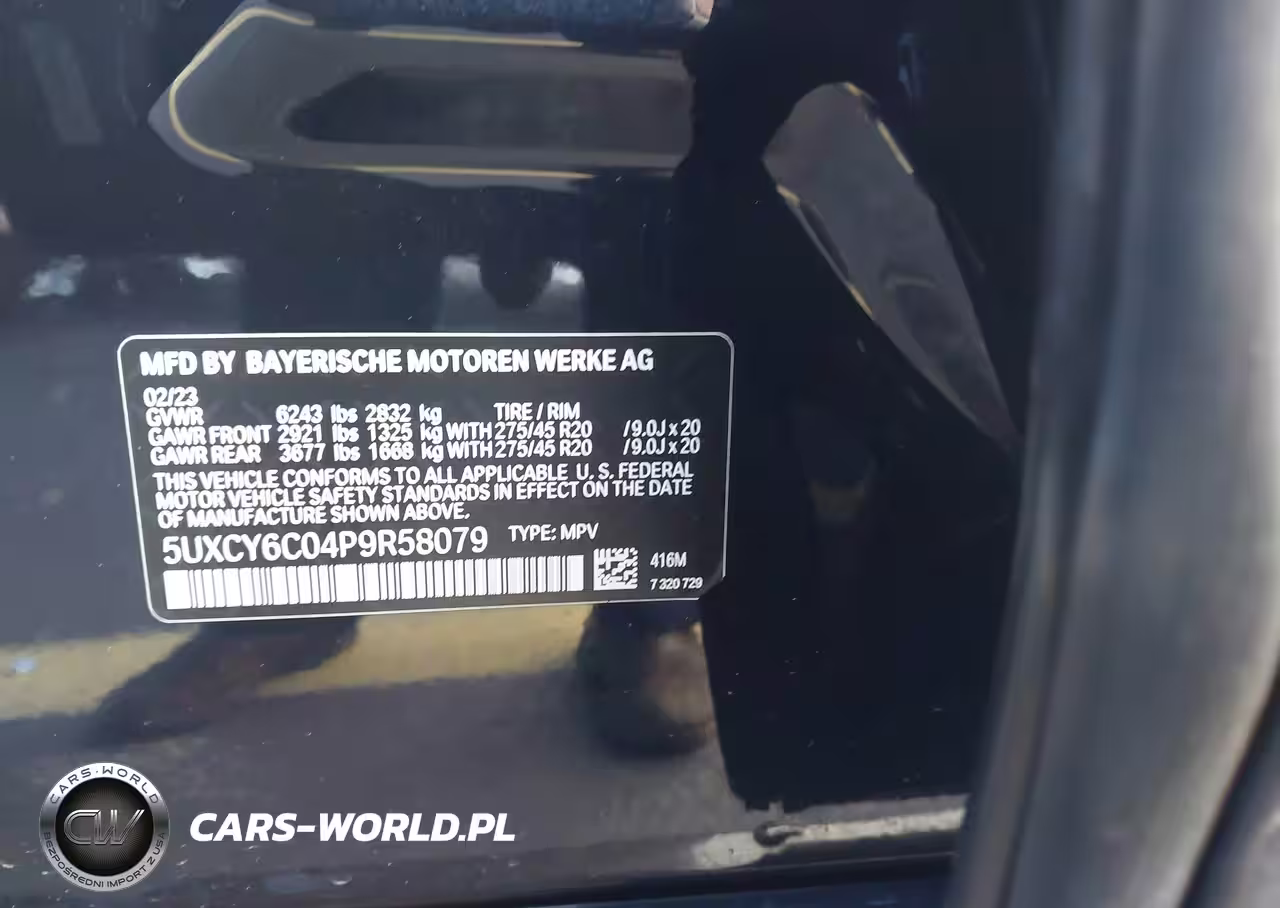 MFD BY BAYERISCHE MOTOREN WERKE AG
02/23
GVWR 6243 lbs 2832 kg TIRE / RIM
GAWR FRONT 2921 lbs 1325 kg WITH 275/45 R20 /9.0J x 20
GAWR REAR 3677 lbs 1668 kg WITH 275/45 R20 /9.0J x 20
THIS VEHICLE CONFORMS TO ALL APPLICABLE U. S. FEDERAL
MOTOR VEHICLE SAFETY STANDARDS IN EFFECT ON THE DATE
OF MANUFACTURE SHOWN ABOVE.
5UXCY6C04P9R58079 TYPE: MPV
416M
7 320 729
CARS-WORLD
CW
BEZPOŚREDNI IMPORT Z USA
CARS-WORLD.PL